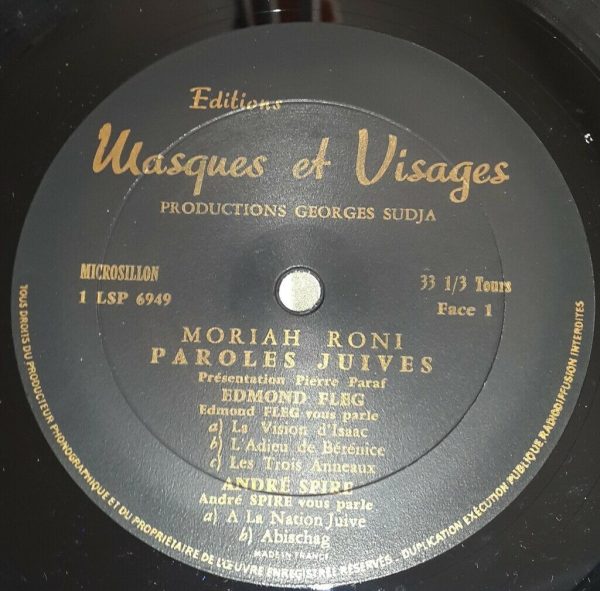 Editions
Masques et Visages
PRODUCTIONS GEORGES SUDJA
MICROSILLON
1 LSP 6949
33 1/3 Tours
Face 1
MORIAH RONI
PAROLES JUIVES
Présentation Pierre Paraf
EDMOND FLEG
Edmond FLEG vous parle
a) La Vision d'Isaac
b) L'Adieu de Bérénice
c) Les Trois Anneaux
ANDRÉ SPIRE
André SPIRE vous parle
a) A La Nation Juive
b) Abischag
MADE IN FRANCE
TOUS DROITS DU PRODUCTEUR PHONOGRAPHIQUE ET DU PROPRIETAIRE DE L'ŒUVRE ENREGISTRÉE RÉSERVÉS - DUPLICATION EXÉCUTION PUBLIQUE RADIODIFFUSION INTERDITES